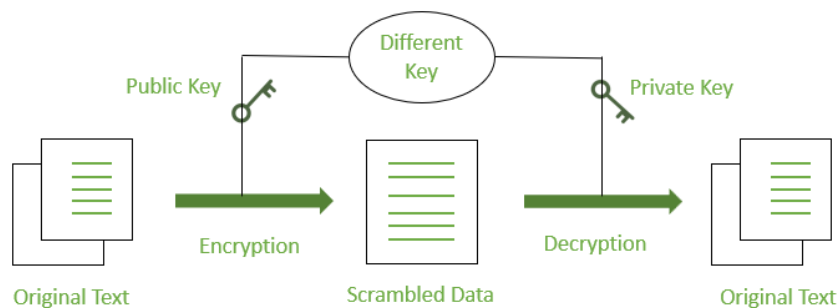 Different
Key
Public Key
Private Key
Encryption
Decryption
Original Text
Scrambled Data
Original Text